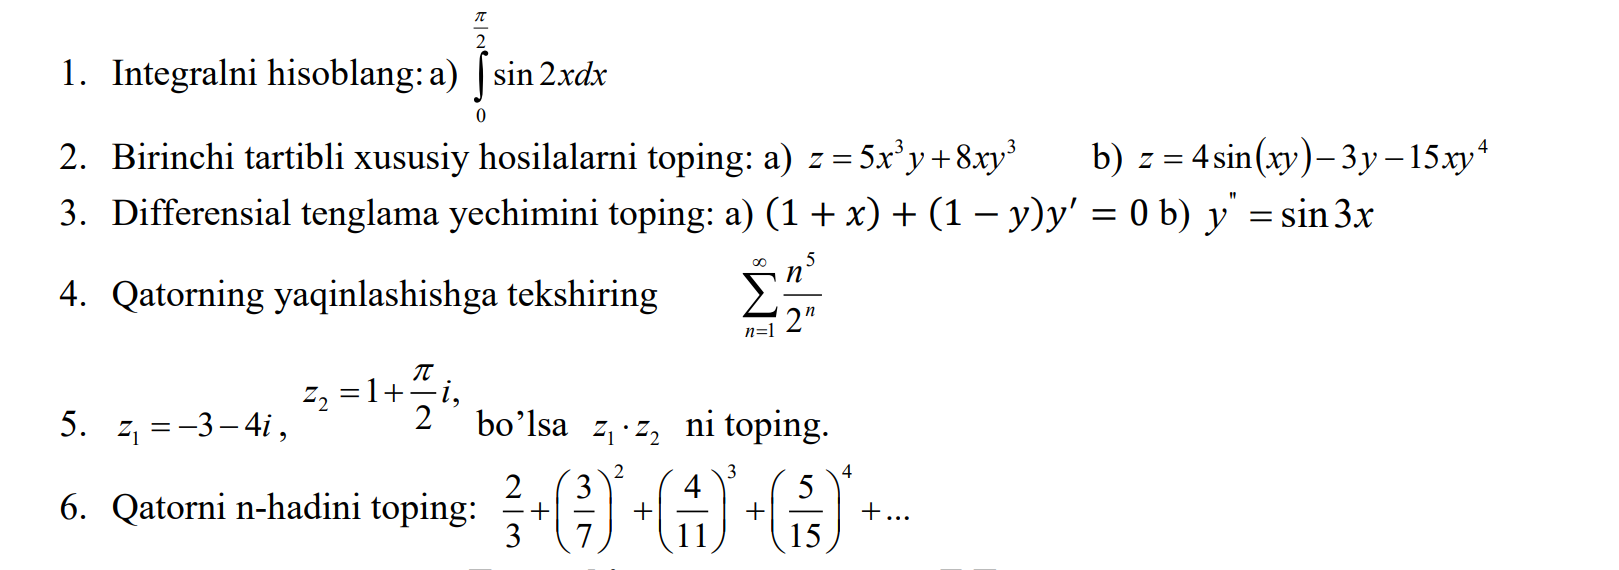 1. Integralni hisoblang: a) \int_{0}^{\frac{\pi}{2}} \sin 2x dx
2. Birinchi tartibli xususiy hosilalarni toping: a) z = 5x^3 y + 8xy^3 b) z = 4 sin(xy) − 3y − 15xy^4
3. Differensial tenglama yechimini toping: a) (1 + x) + (1 − y)y′ = 0 b) y" = sin 3x
4. Qatorning yaqinlashishga tekshiring \sum_{n=1}^{\infty} \frac{n^5}{2^n}
5. z_1 = −3 − 4i , z_2 = 1 + \frac{\pi}{2} i, bo’lsa z_1 · z_2 ni toping.
6. Qatorni n-hadini toping: \frac{2}{3} + \left(\frac{3}{7}\right)^2 + \left(\frac{4}{11}\right)^3 + \left(\frac{5}{15}\right)^4 + ...